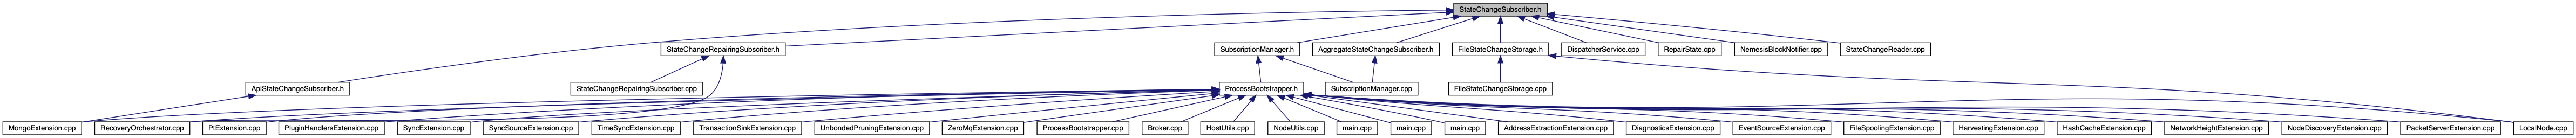 StateChangeSubscriber.h
StateChangeRepairingSubscriber.h
SubscriptionManager.h
AggregateStateChangeSubscriber.h
FileStateChangeStorage.h
DispatcherService.cpp
RepairState.cpp
NemesisBlockNotifier.cpp
StateChangeReader.cpp
ApiStateChangeSubscriber.h
StateChangeRepairingSubscriber.cpp
ProcessBootstrapper.h
SubscriptionManager.cpp
FileStateChangeStorage.cpp
MongoExtension.cpp
RecoveryOrchestrator.cpp
PtExtension.cpp
PluginHandlersExtension.cpp
SyncExtension.cpp
SyncSourceExtension.cpp
TimeSyncExtension.cpp
TransactionSinkExtension.cpp
UnbondedPruningExtension.cpp
ZeroMqExtension.cpp
ProcessBootstrapper.cpp
Broker.cpp
HostUtils.cpp
NodeUtils.cpp
main.cpp
main.cpp
main.cpp
AddressExtractionExtension.cpp
DiagnosticsExtension.cpp
EventSourceExtension.cpp
FileSpoolingExtension.cpp
HarvestingExtension.cpp
HashCacheExtension.cpp
NetworkHeightExtension.cpp
NodeDiscoveryExtension.cpp
PacketServerExtension.cpp
LocalNode.cpp